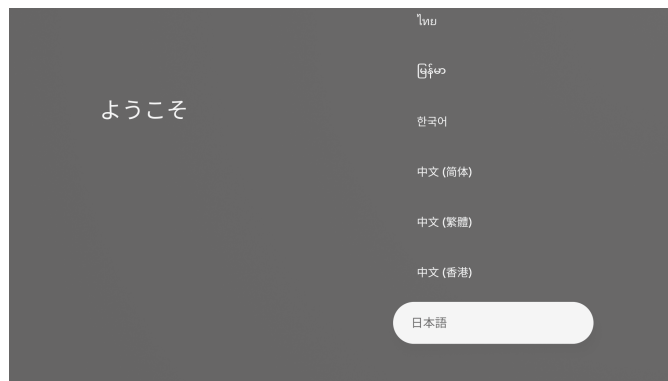 ようこそ
ไทย
မြန်မာ
한국어
中文 (简体)
中文 (繁體)
中文 (香港)
日本語